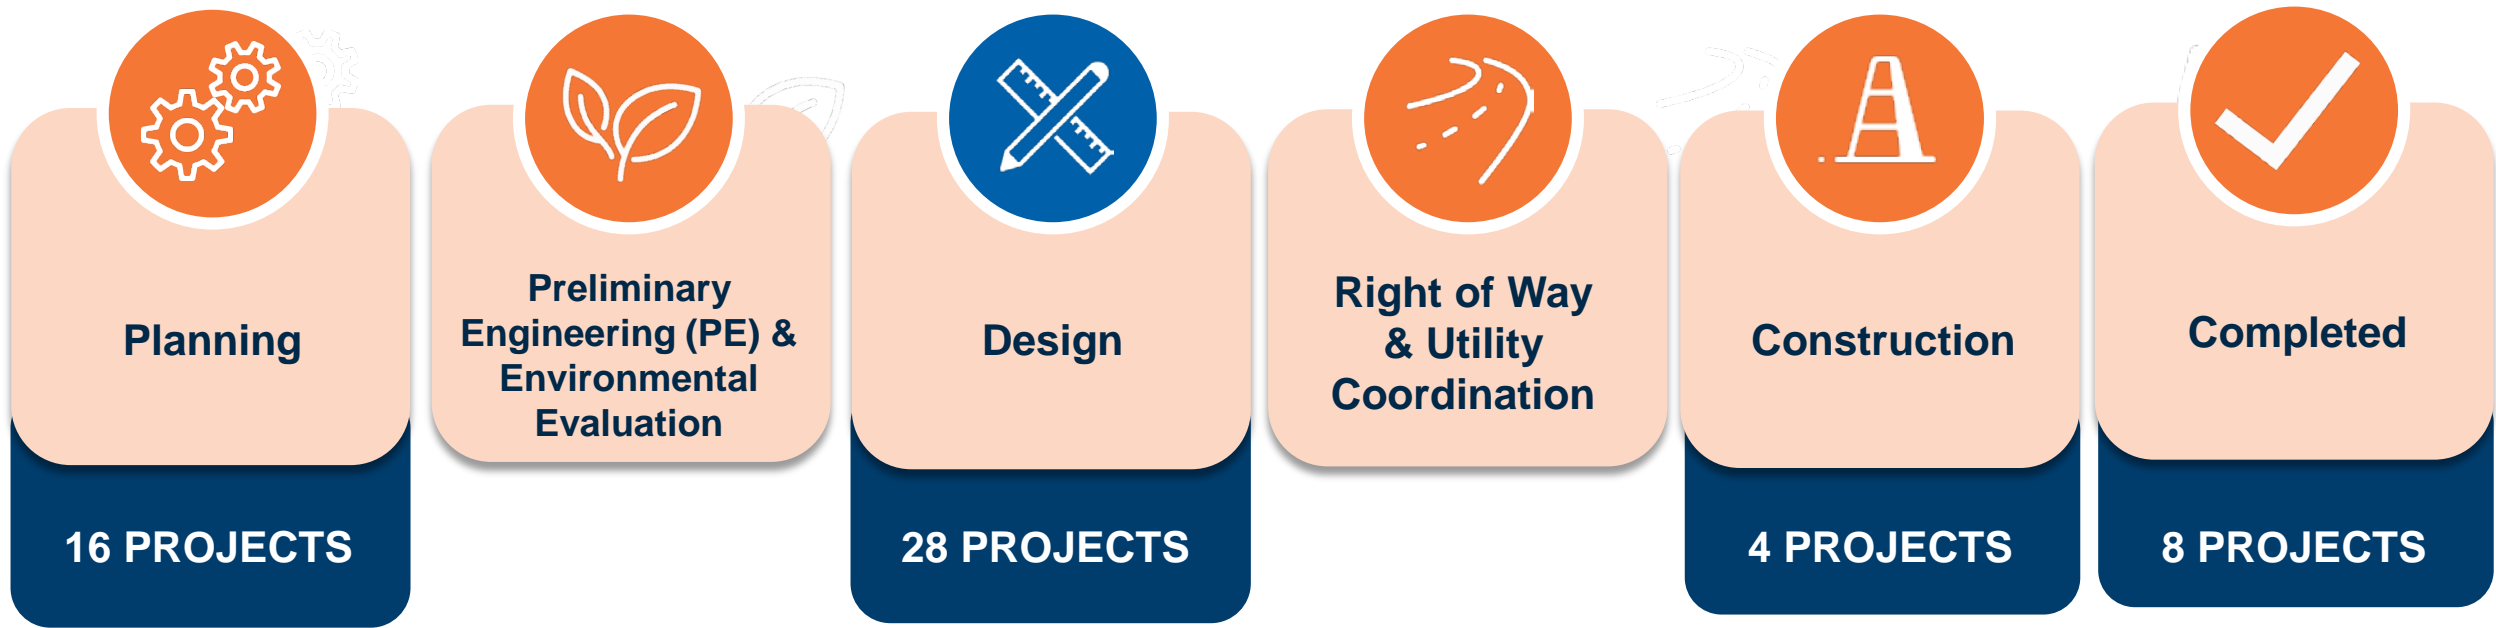 Planning
16 PROJECTS
Preliminary
Engineering (PE) &
Environmental
Evaluation
Design
28 PROJECTS
Right of Way
& Utility
Coordination
Construction
4 PROJECTS
Completed
8 PROJECTS